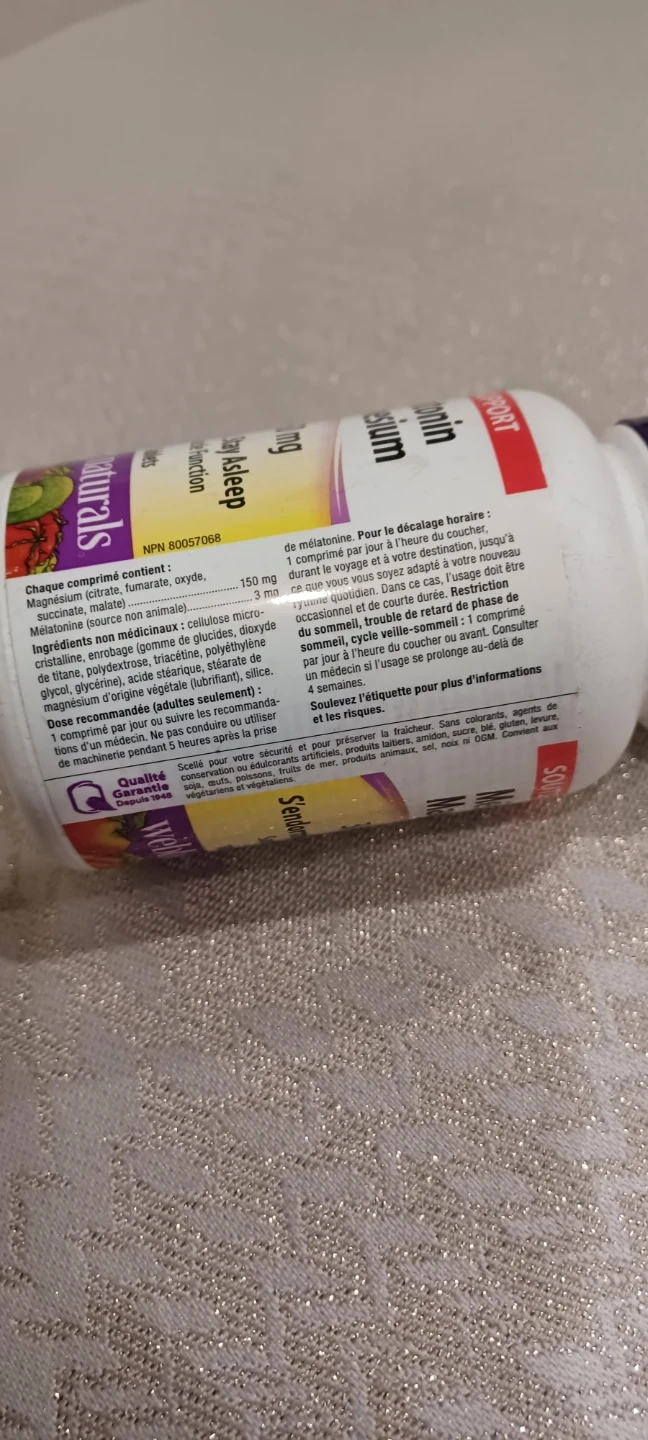 PPORT
tonin
esium
mg
Stay Asleep
Function
naturals
NPN 80057068
Chaque comprimé contient :
Magnésium (citrate, fumarate, oxyde,
succinate, malate) ........................ 150 mg
Mélatonine (source non animale)................ 3 mg
Ingrédients non médicinaux : cellulose micro-
cristalline, enrobage (gomme de glucides, dioxyde
de titane, polydextrose, triacétine, polyéthylène
glycol, glycérine), acide stéarique, stéarate de
magnésium d'origine végétale (lubrifiant), silice.
Dose recommandée (adultes seulement) :
1 comprimé par jour ou suivre les recommanda-
tions d'un médecin. Ne pas conduire ou utiliser
de machinerie pendant 5 heures après la prise
de mélatonine. Pour le décalage horaire :
1 comprimé par jour à l'heure du coucher,
durant le voyage et à votre destination, jusqu'à
ce que vous vous soyez adapté à votre nouveau
rythme quotidien. Dans ce cas, l'usage doit être
occasionnel et de courte durée. Restriction
du sommeil, trouble de retard de phase de
sommeil, cycle veille-sommeil : 1 comprimé
par jour à l'heure du coucher ou avant. Consulter
un médecin si l'usage se prolonge au-delà de
4 semaines.
Soulevez l'étiquette pour plus d'informations
et les risques.
Qualité
Garantie
Depuis 1946
Scellé pour votre sécurité et pour préserver la fraîcheur. Sans colorants, agents de
conservation ou édulcorants artificiels, produits laitiers, amidon, sucre, blé, gluten, levure,
soja, œufs, poissons, fruits de mer, produits animaux, sel, noix ni OGM. Convient aux
végétariens et végétaliens.
SOU
S'endor
web